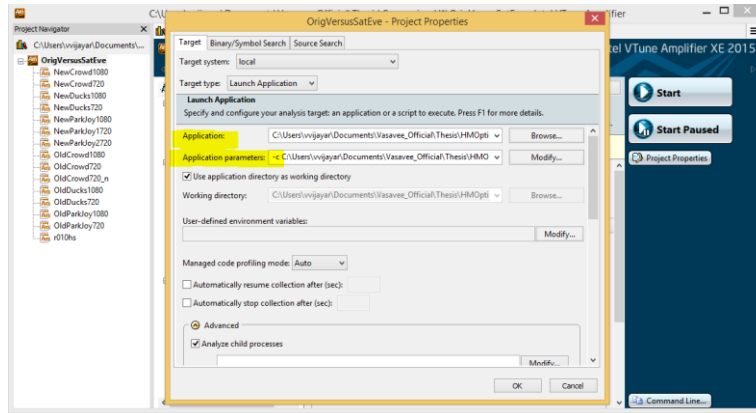 OrigVersusSatEve - Project Properties
Project Navigator
C:\Users\vvijayar\Documents\...
OrigVersusSatEve
NewCrowd1080
NewCrowd720
NewDucks1080
NewDucks720
NewParkJoy1080
NewParkJoy1720
NewParkJoy2720
OldCrowd1080
OldCrowd720
OldCrowd720_n
OldDucks1080
OldDucks720
OldParkJoy1080
OldParkJoy720
r010hs
Target Binary/Symbol Search Source Search
Target system: local
Target type: Launch Application
Launch Application
Specify and configure your analysis target: an application or a script to execute. Press F1 for more details.
Application: C:\Users\vvijayar\Documents\Vasavee_Official\Thesis\HMOpti Browse...
Application parameters: -c C:\Users\vvijayar\Documents\Vasavee_Official\Thesis\HMO Modify...
Use application directory as working directory
Working directory: C:\Users\vvijayar\Documents\Vasavee_Official\Thesis\HMOpti Browse...
User-defined environment variables:
Modify...
Managed code profiling mode: Auto
Automatically resume collection after (sec):
Automatically stop collection after (sec):
Advanced
Analyze child processes
Modify...
OK Cancel
tel VTune Amplifier XE 2015
Start
Start Paused
Project Properties
Command Line...